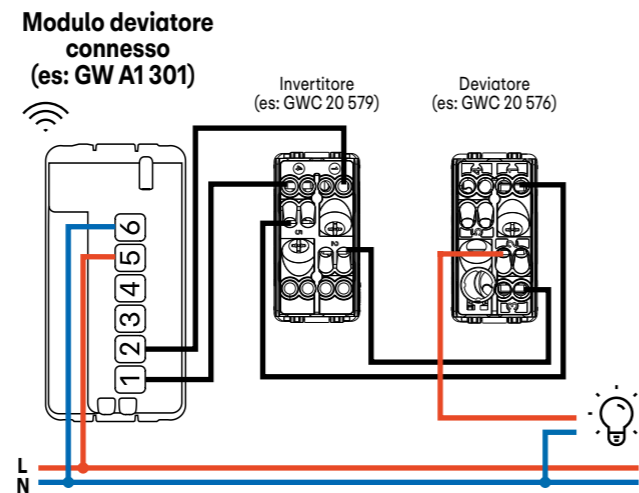 Modulo deviatore
connesso
(es: GW A1 301)
Invertitore
(es: GWC 20 579)
Deviatore
(es: GWC 20 576)
6
5
4
3
2
1
L
N